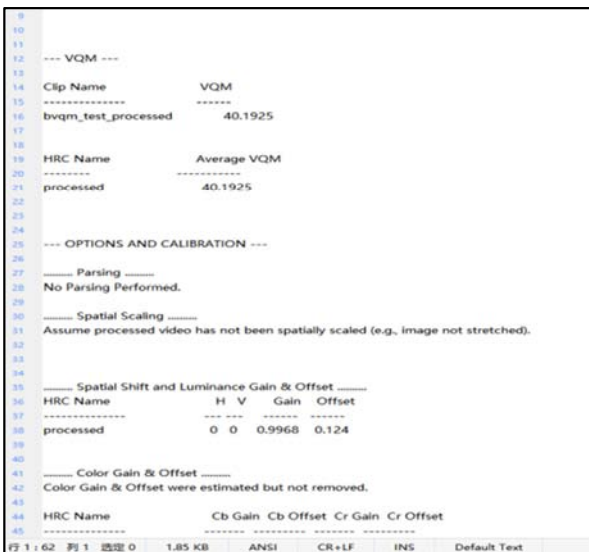 9
10
11
12 --- VQM ---
13
14 Clip Name VQM
15 -------------- ------
16 bvqm_test_processed 40.1925
17
18
19 HRC Name Average VQM
20 -------- -----------
21 processed 40.1925
22
23
24
25 --- OPTIONS AND CALIBRATION ---
26
27 .......... Parsing ..........
28 No Parsing Performed.
29
30 .......... Spatial Scaling ..........
31 Assume processed video has not been spatially scaled (e.g., image not stretched).
32
33
34
35 .......... Spatial Shift and Luminance Gain & Offset ..........
36 HRC Name H V Gain Offset
37 -------------- --- --- ------ ------
38 processed 0 0 0.9968 0.124
39
40
41 .......... Color Gain & Offset ..........
42 Color Gain & Offset were estimated but not removed.
43
44 HRC Name Cb Gain Cb Offset Cr Gain Cr Offset
45 -------------- ------- --------- ------- ---------
行 1 : 62 列 1 选定 0 1.85 KB ANSI CR+LF INS Default Text